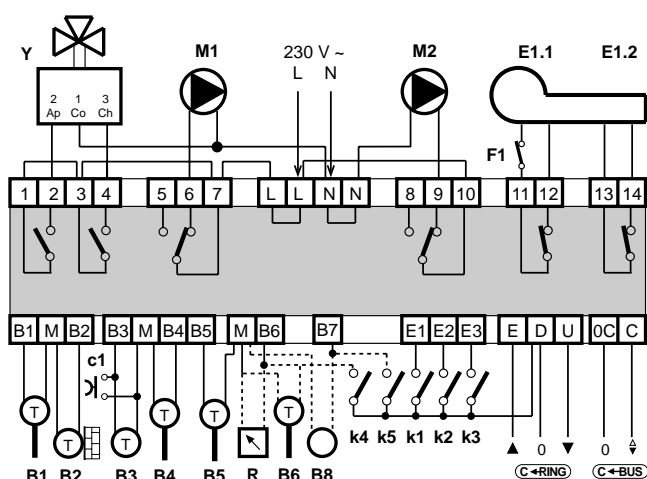 Y M1 230 V ~ M2 E1.1 E1.2
L N
2 1 3
Ap Co Ch
F1
1 2 3 4 5 6 7 L L N N 8 9 10 11 12 13 14
B1 M B2 B3 M B4 B5 M B6 B7 E1 E2 E3 E D U 0C C
c1
T T T T T T
k4 k5 k1 k2 k3 0 0
B1 B2 B3 B4 B5 R B6 B8 C RING C BUS